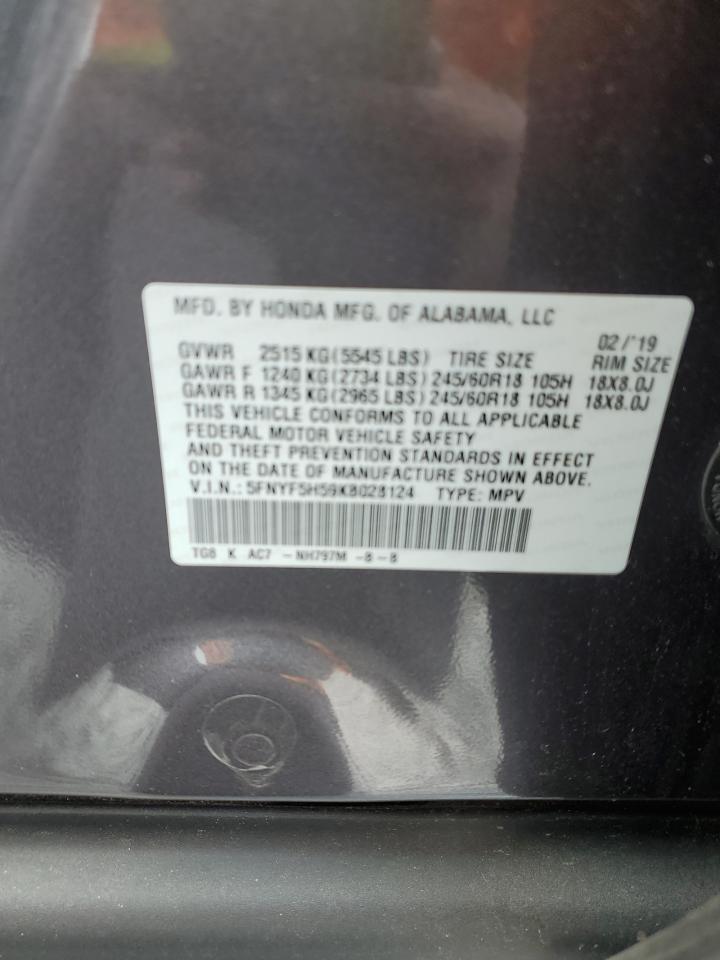 MFD. BY HONDA MFG. OF ALABAMA, LLC
02/'19
GVWR 2515 KG(5545 LBS) TIRE SIZE RIM SIZE
GAWR F 1240 KG(2734 LBS) 245/60R18 105H 18X8.0J
GAWR R 1345 KG(2965 LBS) 245/60R18 105H 18X8.0J
THIS VEHICLE CONFORMS TO ALL APPLICABLE
FEDERAL MOTOR VEHICLE SAFETY
AND THEFT PREVENTION STANDARDS IN EFFECT
ON THE DATE OF MANUFACTURE SHOWN ABOVE.
V.I.N.: 5FNYF5H59KB028124 TYPE: MPV
TG8 K AC7 -NH797M -B-B